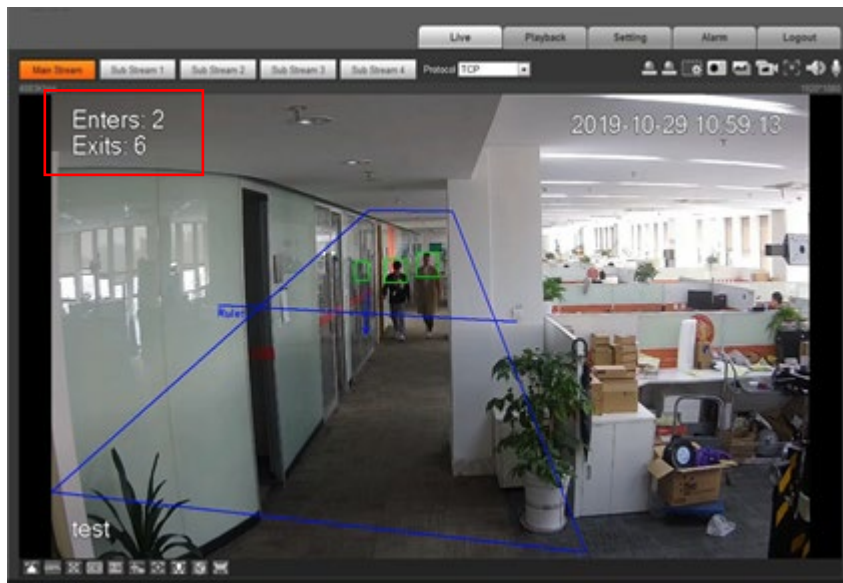 Live Playback Setting Alarm Logout
Main Stream Sub Stream 1 Sub Stream 2 Sub Stream 3 Sub Stream 4 Protocol TCP
Enters: 2
Exits: 6
2019-10-29 10:59:13
Rule1
test